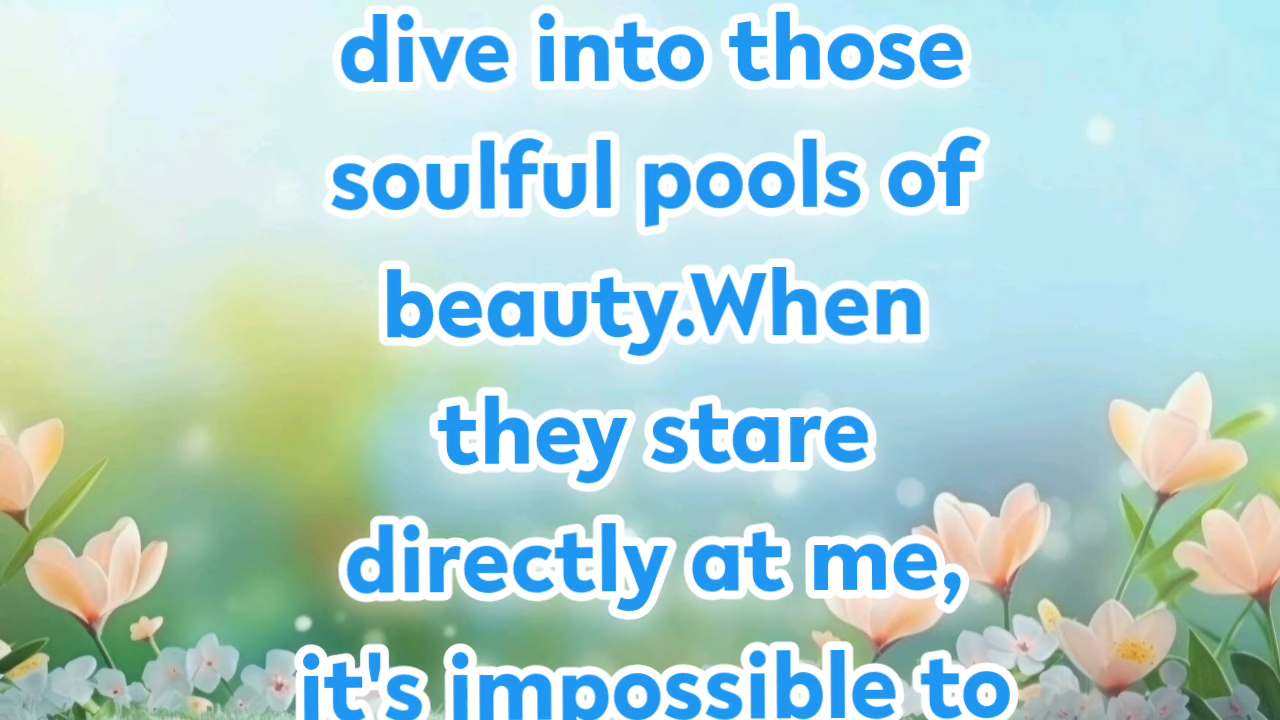 dive into those
soulful pools of
beauty.When
they stare
directly at me,
it's impossible to